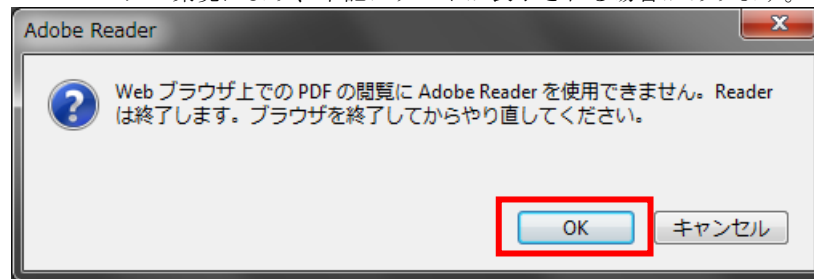 Adobe Reader
Web ブラウザ上での PDF の閲覧に Adobe Reader を使用できません。Reader
は終了します。ブラウザを終了してからやり直してください。
OK
キャンセル